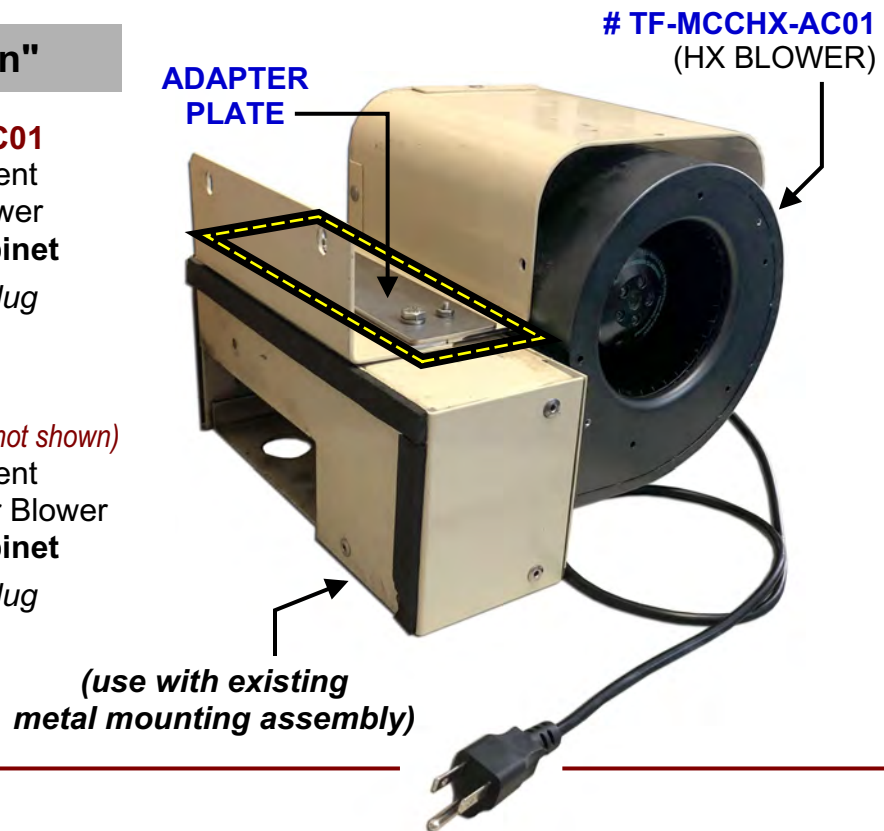 n"
# TF-MCCHX-AC01
(HX BLOWER)
ADAPTER
PLATE
C01
ent
wer
binet
lug
not shown)
ent
r Blower
binet
lug
(use with existing
metal mounting assembly)